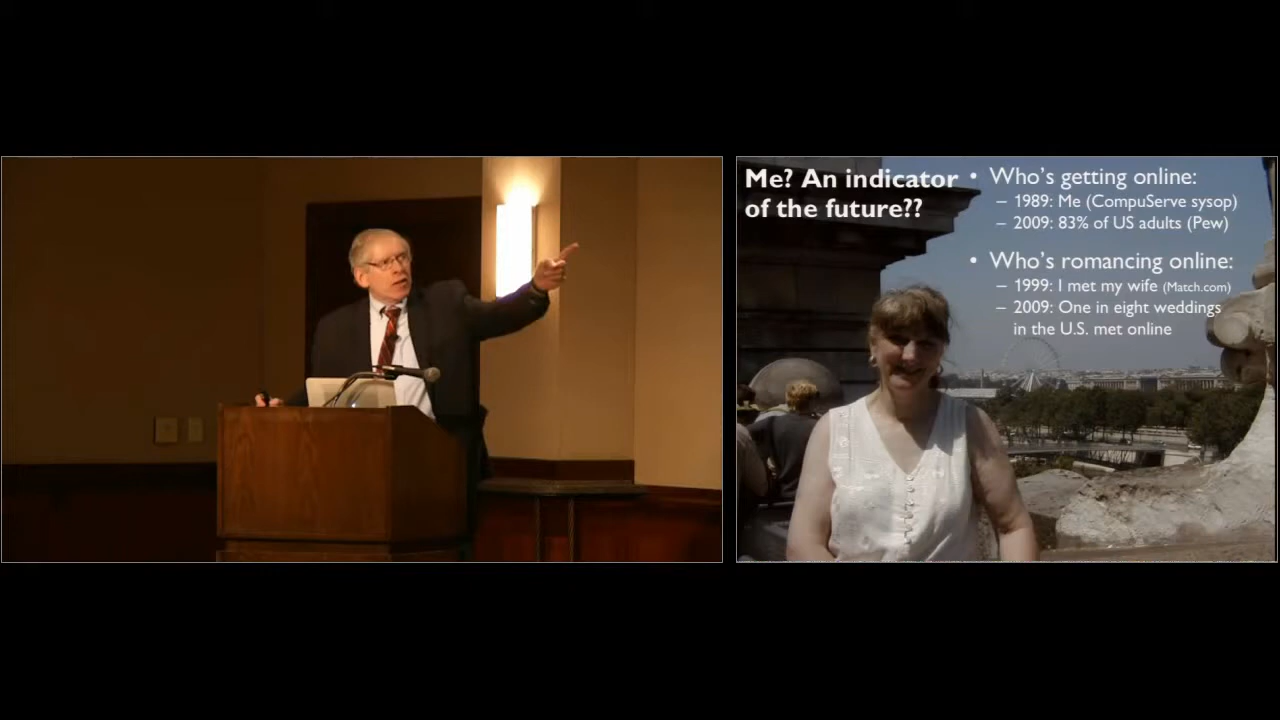 Me? An indicator
of the future??
• Who's getting online:
– 1989: Me (CompuServe sysop)
– 2009: 83% of US adults (Pew)
• Who's romancing online:
– 1999: I met my wife (Match.com)
– 2009: One in eight weddings
in the U.S. met online